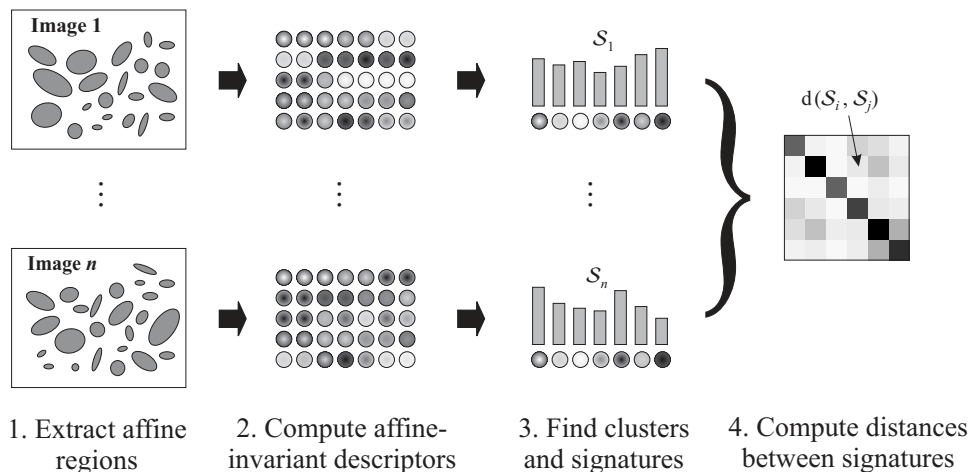 Image 1
S₁
d(Sᵢ, Sⱼ)
Image n
Sₙ
1. Extract affine
regions
2. Compute affine-
invariant descriptors
3. Find clusters
and signatures
4. Compute distances
between signatures